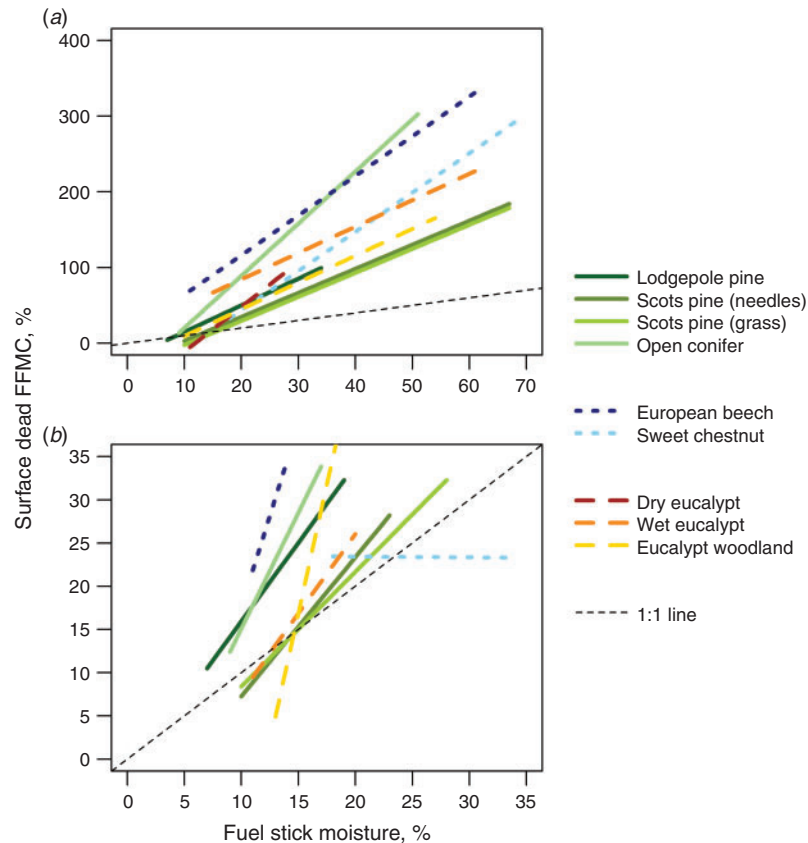 (a)
400
300
200
100
0
0 10 20 30 40 50 60 70
Surface dead FFMC, %
(b)
35
30
25
20
15
10
5
0
0 5 10 15 20 25 30 35
Fuel stick moisture, %
Lodgepole pine
Scots pine (needles)
Scots pine (grass)
Open conifer
European beech
Sweet chestnut
Dry eucalypt
Wet eucalypt
Eucalypt woodland
1:1 line